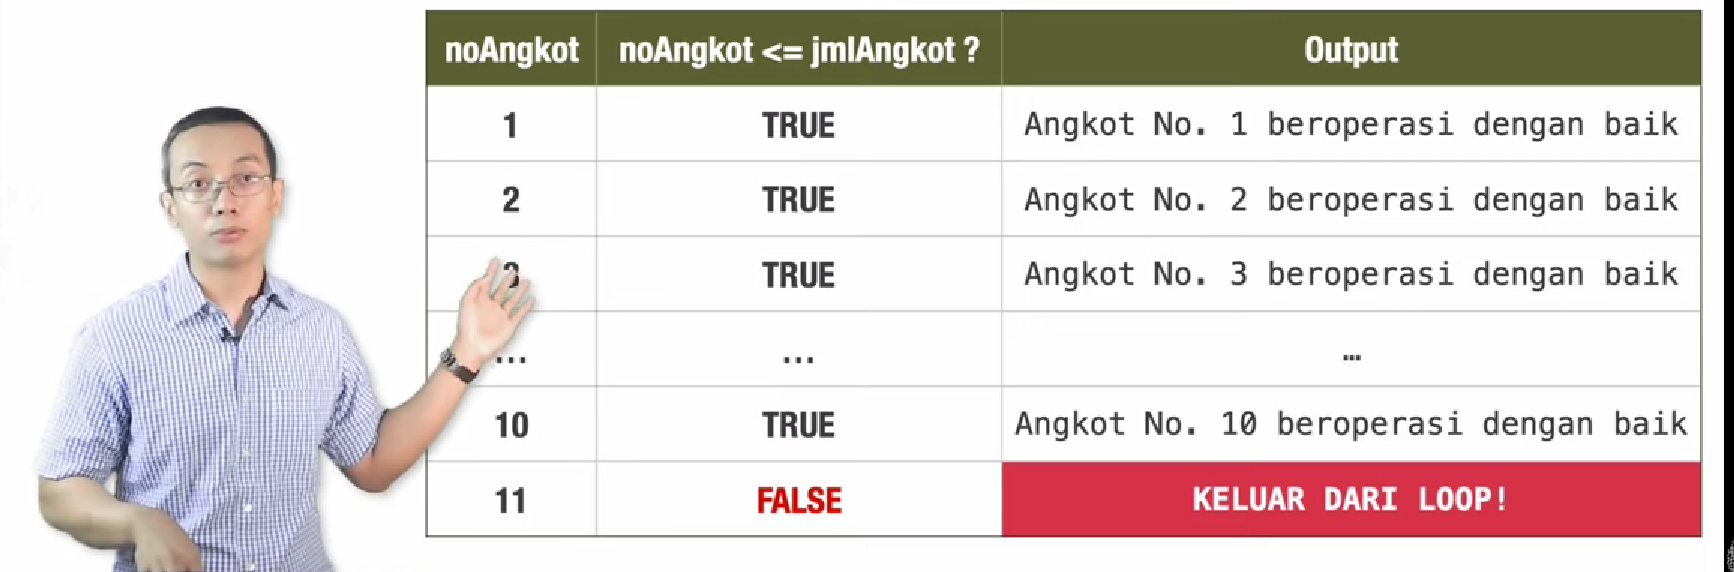 noAngkot noAngkot <= jmlAngkot ? Output
1 TRUE Angkot No. 1 beroperasi dengan baik
2 TRUE Angkot No. 2 beroperasi dengan baik
3 TRUE Angkot No. 3 beroperasi dengan baik
... ... ...
10 TRUE Angkot No. 10 beroperasi dengan baik
11 FALSE KELUAR DARI LOOP!